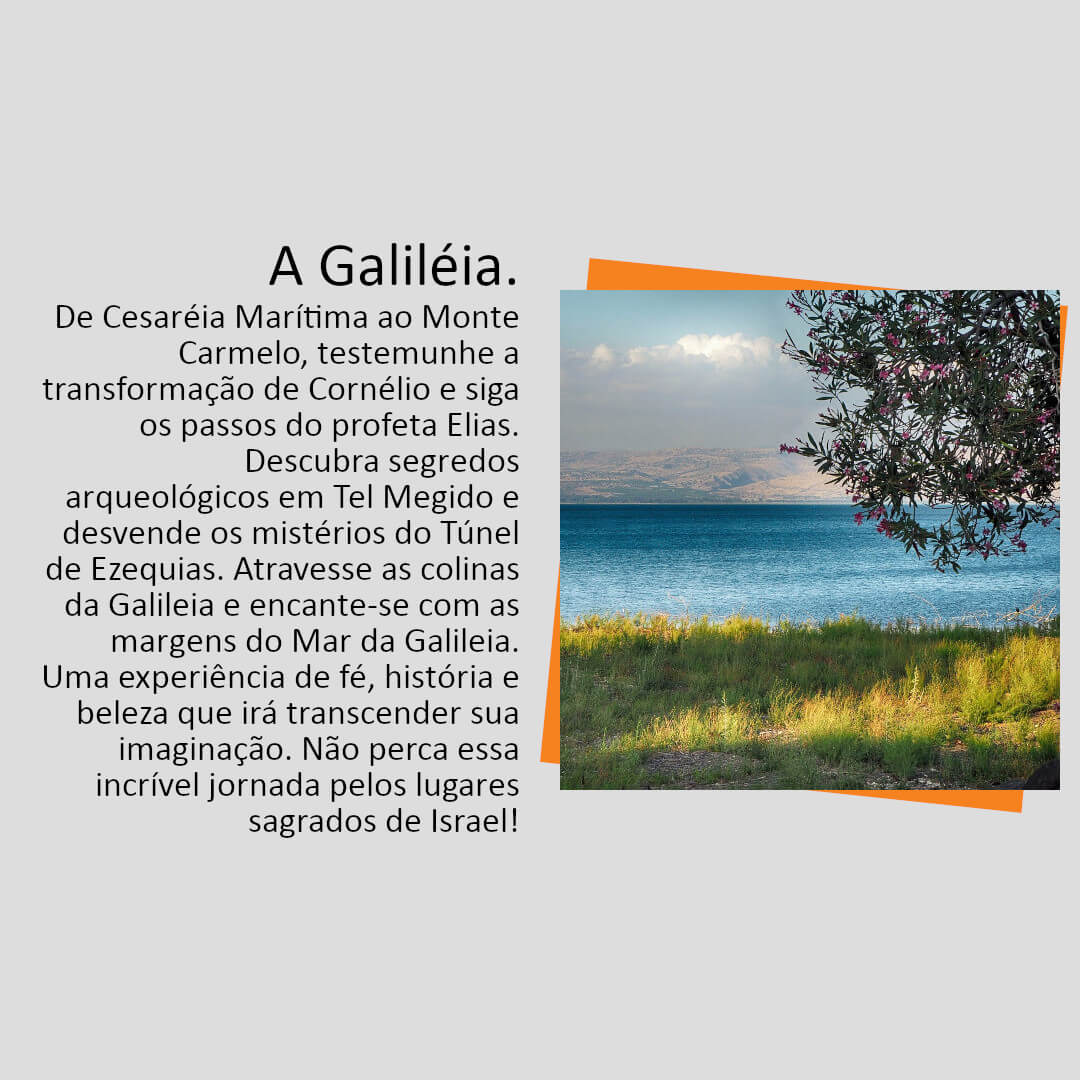 A Galiléia.
De Cesaréia Marítima ao Monte
Carmelo, testemunhe a
transformação de Cornélio e siga
os passos do profeta Elias.
Descubra segredos
arqueológicos em Tel Megido e
desvende os mistérios do Túnel
de Ezequias. Atravesse as colinas
da Galileia e encante-se com as
margens do Mar da Galileia.
Uma experiência de fé, história e
beleza que irá transcender sua
imaginação. Não perca essa
incrível jornada pelos lugares
sagrados de Israel!